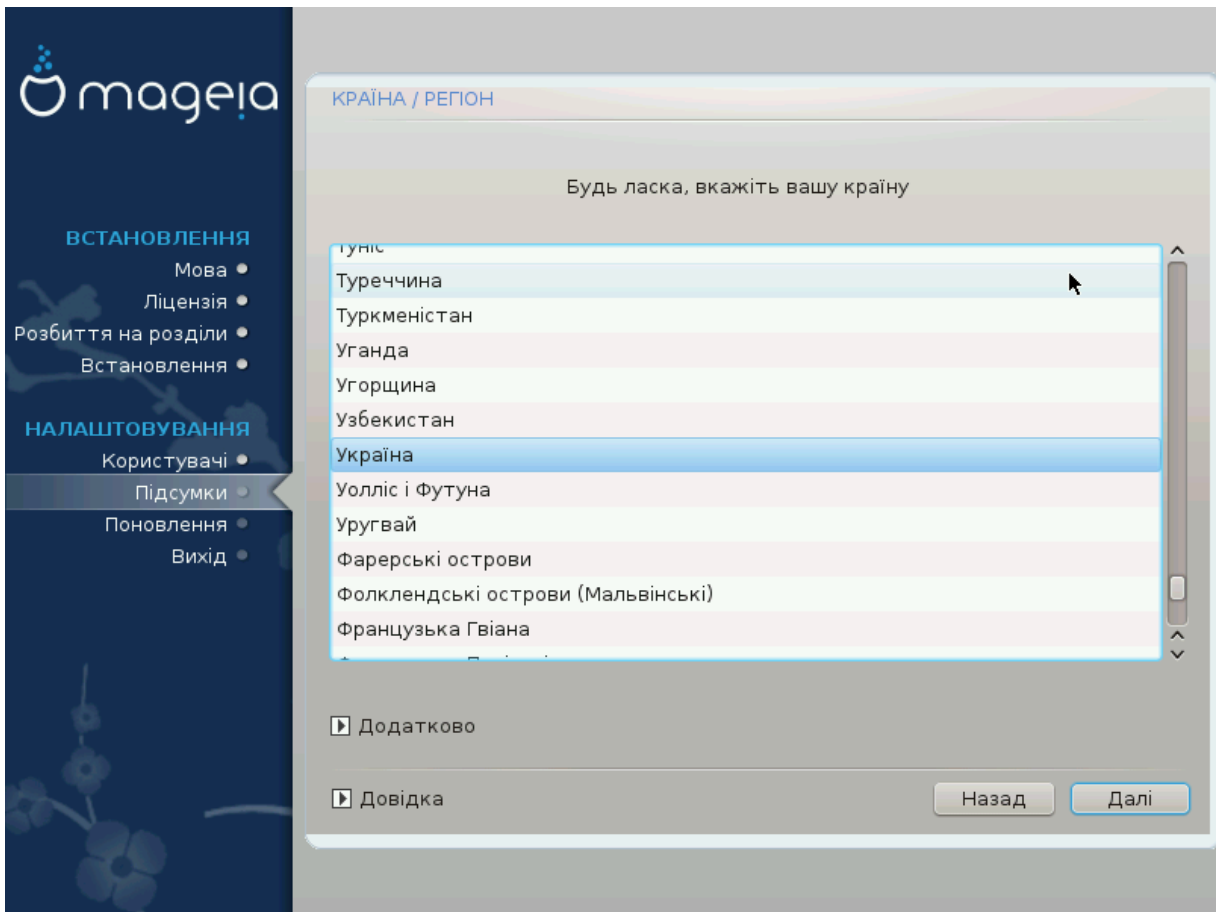 mageia
ВСТАНОВЛЕННЯ
Мова
Ліцензія
Розбиття на розділи
Встановлення
НАЛАШТОВУВАННЯ
Користувачі
Підсумки
Поновлення
Вихід
КРАЇНА / РЕГІОН
Будь ласка, вкажіть вашу країну
Туніс
Туреччина
Туркменістан
Уганда
Угорщина
Узбекистан
Україна
Уолліс і Футуна
Уругвай
Фарерські острови
Фолклендські острови (Мальвінські)
Французька Гвіана
Додатково
Довідка
Назад
Далі